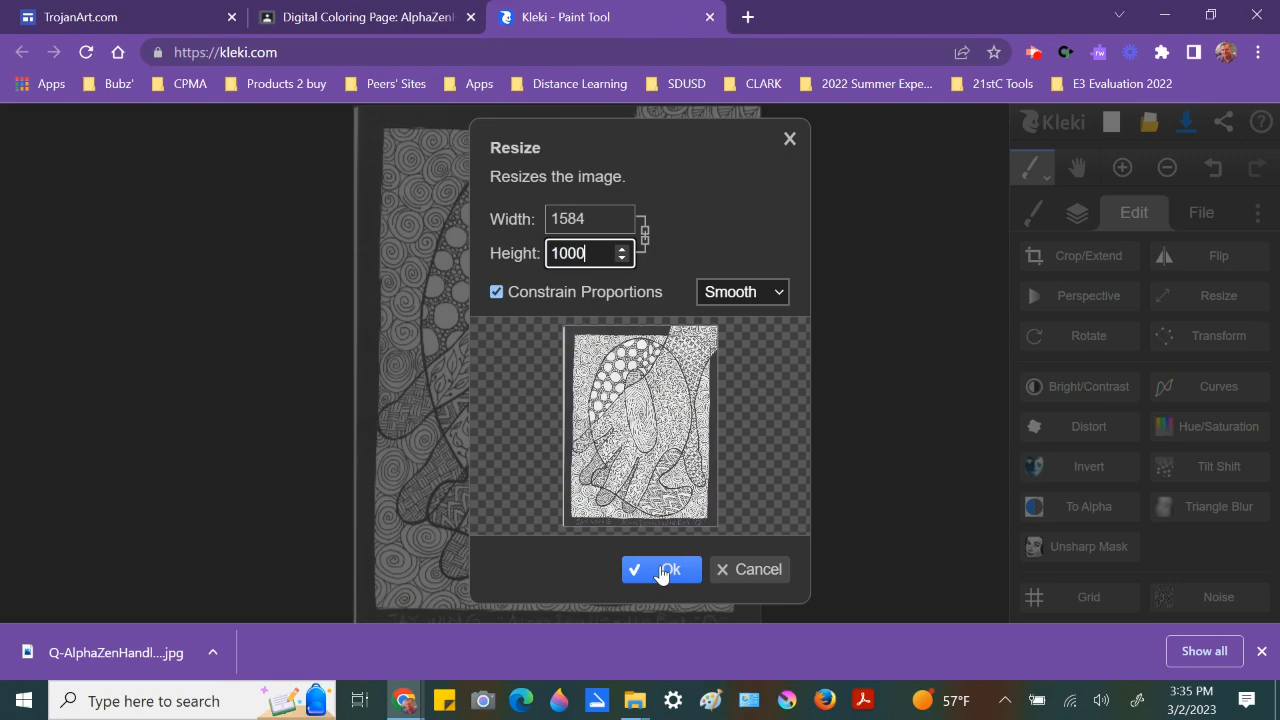 TrojanArt.com
Digital Coloring Page: AlphaZenH
Kleki - Paint Tool
https://kleki.com
Apps
Bubz'
CPMA
Products 2 buy
Peers' Sites
Apps
Distance Learning
SDUSD
CLARK
2022 Summer Expe...
21stC Tools
E3 Evaluation 2022
Kleki
Edit
File
Crop/Extend
Flip
Perspective
Resize
Rotate
Transform
Bright/Contrast
Curves
Distort
Hue/Saturation
Invert
Tilt Shift
To Alpha
Triangle Blur
Unsharp Mask
Grid
Noise
Resize
Resizes the image.
Width: 1584
Height: 1000
Constrain Proportions
Smooth
Ok
Cancel
Q-AlphaZenHandl....jpg
Show all
Type here to search
57°F
3:35 PM
3/2/2023